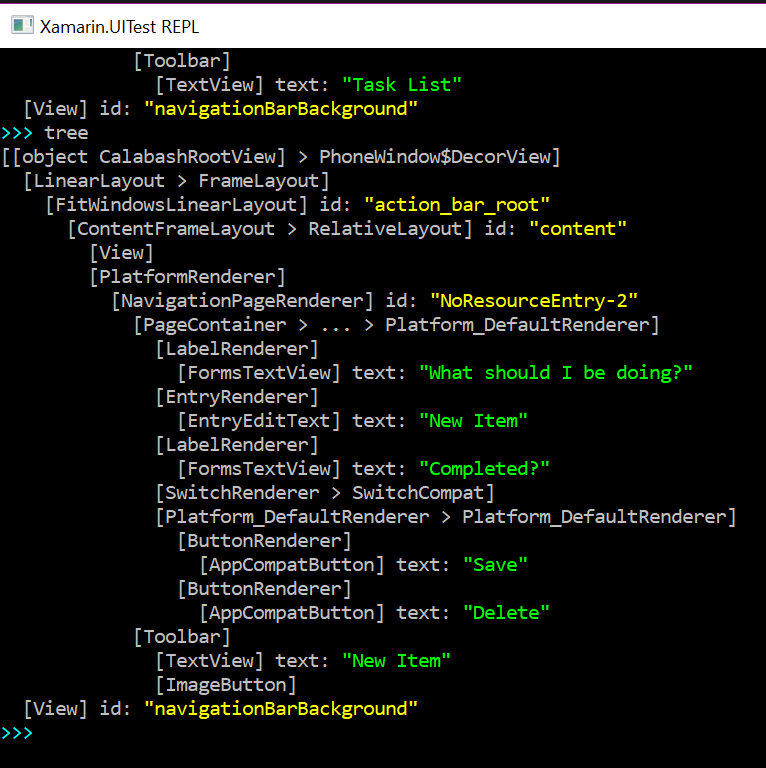 Xamarin.UITest REPL
[Toolbar]
[TextView] text: "Task List"
[View] id: "navigationBarBackground"
>>> tree
[[object CalabashRootView] > PhoneWindow$DecorView]
[LinearLayout > FrameLayout]
[FitWindowsLinearLayout] id: "action_bar_root"
[ContentFrameLayout > RelativeLayout] id: "content"
[View]
[PlatformRenderer]
[NavigationPageRenderer] id: "NoResourceEntry-2"
[PageContainer > ... > Platform_DefaultRenderer]
[LabelRenderer]
[FormsTextView] text: "What should I be doing?"
[EntryRenderer]
[EntryEditText] text: "New Item"
[LabelRenderer]
[FormsTextView] text: "Completed?"
[SwitchRenderer > SwitchCompat]
[Platform_DefaultRenderer > Platform_DefaultRenderer]
[ButtonRenderer]
[AppCompatButton] text: "Save"
[ButtonRenderer]
[AppCompatButton] text: "Delete"
[Toolbar]
[TextView] text: "New Item"
[ImageButton]
[View] id: "navigationBarBackground"
>>>